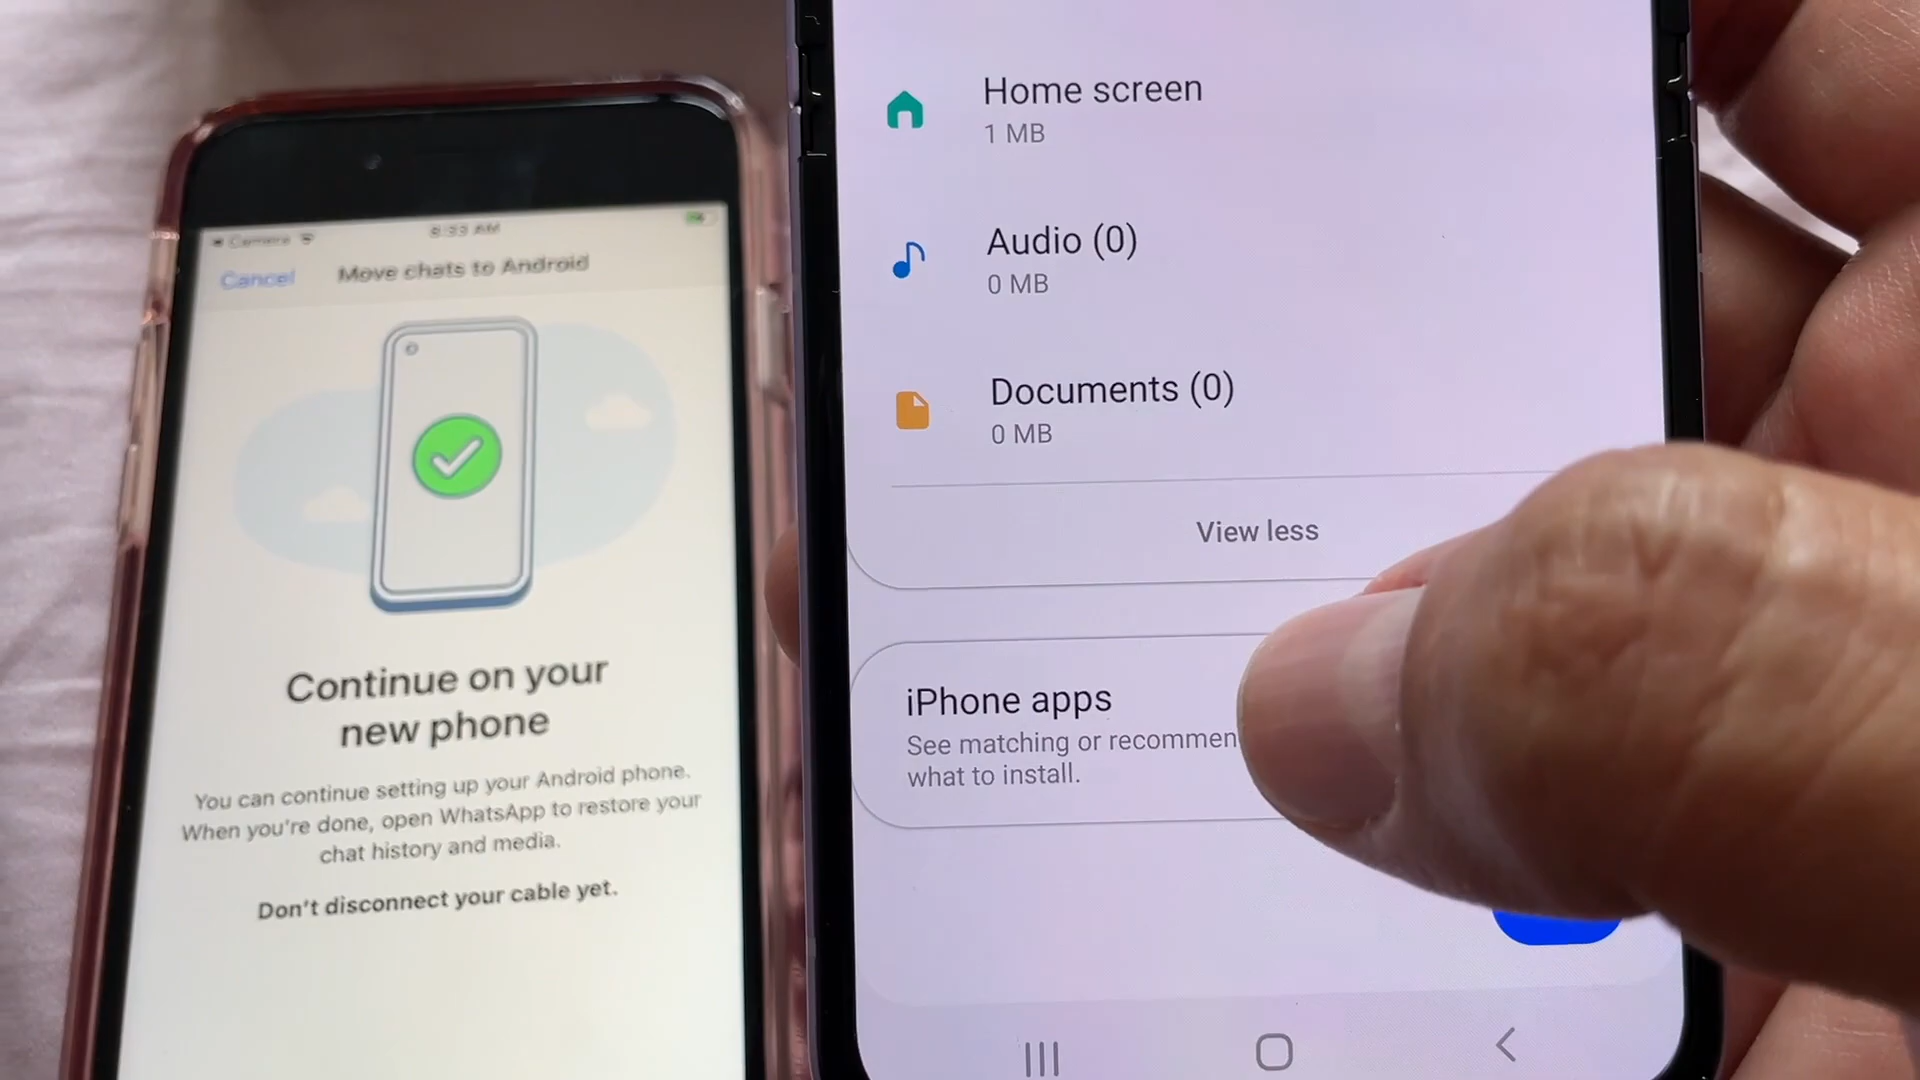 Camera
8:33 AM
Cancel
Move chats to Android
Continue on your
new phone
You can continue setting up your Android phone.
When you're done, open WhatsApp to restore your
chat history and media.
Don't disconnect your cable yet.
Home screen
1 MB
Audio (0)
0 MB
Documents (0)
0 MB
View less
iPhone apps
See matching or recommen
what to install.